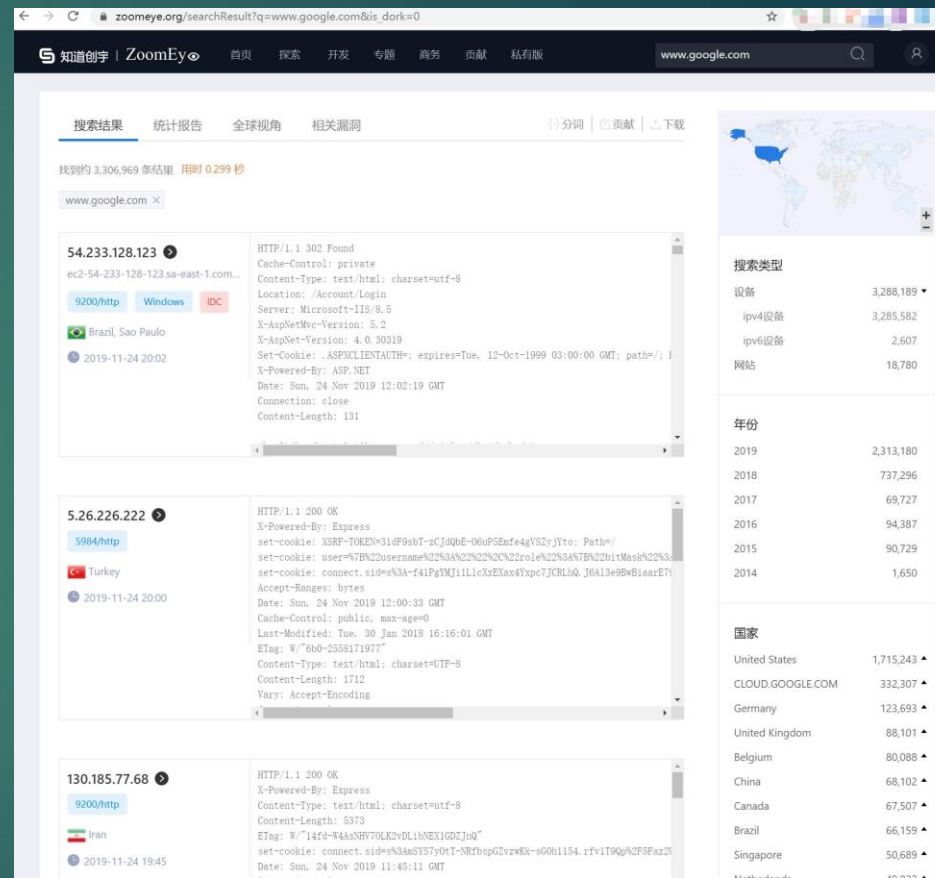 zoomeye.org/searchResult?q=www.google.com&is_dork=0
知道创宇 | ZoomEye 首页 探索 开发 专题 商务 贡献 私有版 www.google.com
搜索结果 统计报告 全球视角 相关漏洞 分词 贡献 下载
找到约 3,306,969 条结果 用时 0.299 秒
www.google.com ×
54.233.128.123
ec2-54-233-128-123.sa-east-1.com...
9200/http Windows IDC
Brazil, Sao Paulo
2019-11-24 20:02
HTTP/1.1 302 Found
Cache-Control: private
Content-Type: text/html; charset=utf-8
Location: /Account/Login
Server: Microsoft-IIS/8.5
X-AspNetMvc-Version: 5.2
X-AspNet-Version: 4.0.30319
Set-Cookie: .ASPXCLIENTAUTH=; expires=Tue, 12-Oct-1999 03:00:00 GMT; path=/;
X-Powered-By: ASP.NET
Date: Sun, 24 Nov 2019 12:02:19 GMT
Connection: close
Content-Length: 131
5.26.226.222
5984/http
Turkey
2019-11-24 20:00
HTTP/1.1 200 OK
X-Powered-By: Express
set-cookie: Path=/
set-cookie: user=%7B%22username%22%3A%22%22%2C%22role%22%3A%7B%22bitMask%22%3A
set-cookie:
Accept-Ranges: bytes
Date: Sun, 24 Nov 2019 12:00:33 GMT
Cache-Control: public, max-age=0
Last-Modified: Tue, 30 Jan 2018 16:16:01 GMT
ETag: W/"6b0-2558171977"
Content-Type: text/html; charset=UTF-8
Content-Length: 1712
Vary: Accept-Encoding
130.185.77.68
9200/http
Iran
2019-11-24 19:45
HTTP/1.1 200 OK
X-Powered-By: Express
Content-Type: text/html; charset=utf-8
Content-Length: 5373
ETag:
set-cookie:
Date: Sun, 24 Nov 2019 11:45:11 GMT
+
−
搜索类型
设备 3,288,189
ipv4设备 3,285,582
ipv6设备 2,607
网站 18,780
年份
2019 2,313,180
2018 737,296
2017 69,727
2016 94,387
2015 90,729
2014 1,650
国家
United States 1,715,243
CLOUD.GOOGLE.COM 332,307
Germany 123,693
United Kingdom 88,101
Belgium 80,088
China 68,102
Canada 67,507
Brazil 66,159
Singapore 50,689